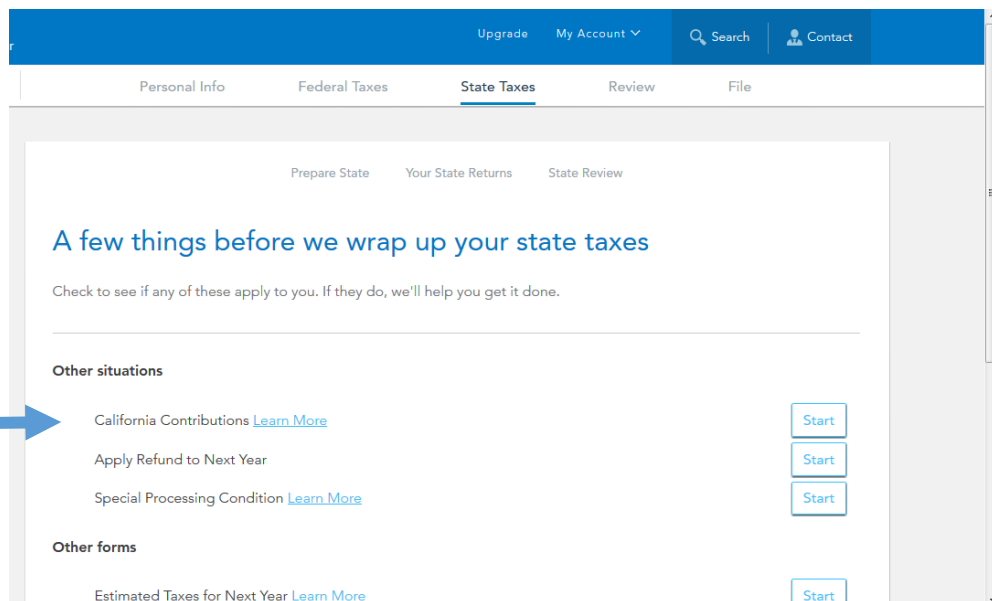 r
Upgrade My Account Search Contact
Personal Info Federal Taxes State Taxes Review File
Prepare State Your State Returns State Review
A few things before we wrap up your state taxes
Check to see if any of these apply to you. If they do, we'll help you get it done.
Other situations
California Contributions Learn More Start
Apply Refund to Next Year Start
Special Processing Condition Learn More Start
Other forms
Estimated Taxes for Next Year Learn More Start